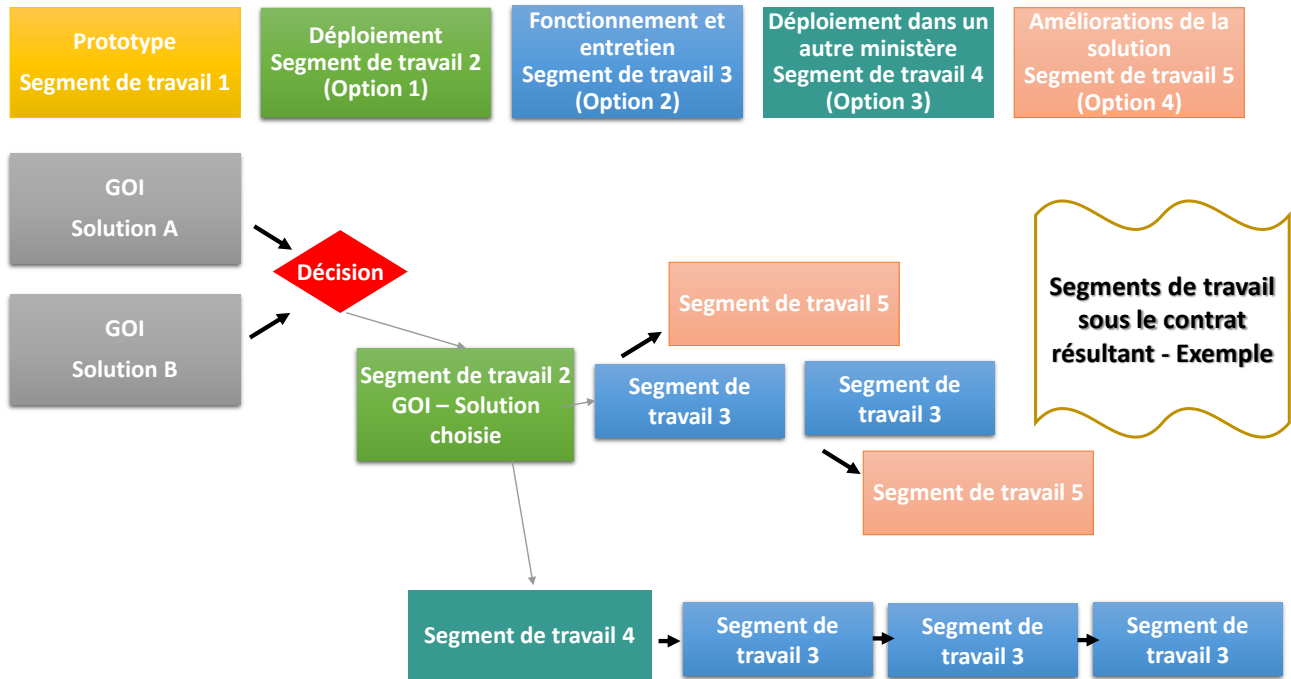 Prototype
Segment de travail 1
Déploiement
Segment de travail 2
(Option 1)
Fonctionnement et
entretien
Segment de travail 3
(Option 2)
Déploiement dans un
autre ministère
Segment de travail 4
(Option 3)
Améliorations de la
solution
Segment de travail 5
(Option 4)
GOI
Solution A
GOI
Solution B
Décision
Segment de travail 2
GOI – Solution
choisie
Segment de travail 5
Segment de
travail 3
Segment de
travail 3
Segment de travail 5
Segments de travail
sous le contrat
résultant - Exemple
Segment de travail 4
Segment de
travail 3
Segment de
travail 3
Segment de
travail 3